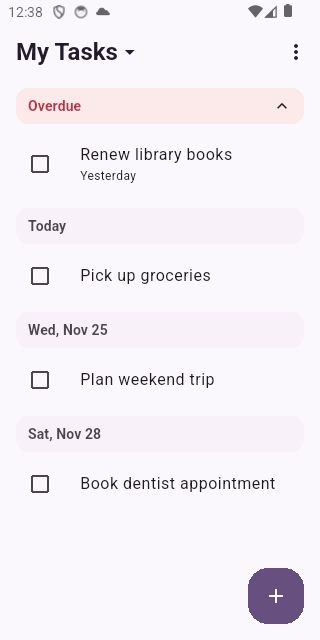 12:38
My Tasks
Overdue
Renew library books
Yesterday
Today
Pick up groceries
Wed, Nov 25
Plan weekend trip
Sat, Nov 28
Book dentist appointment